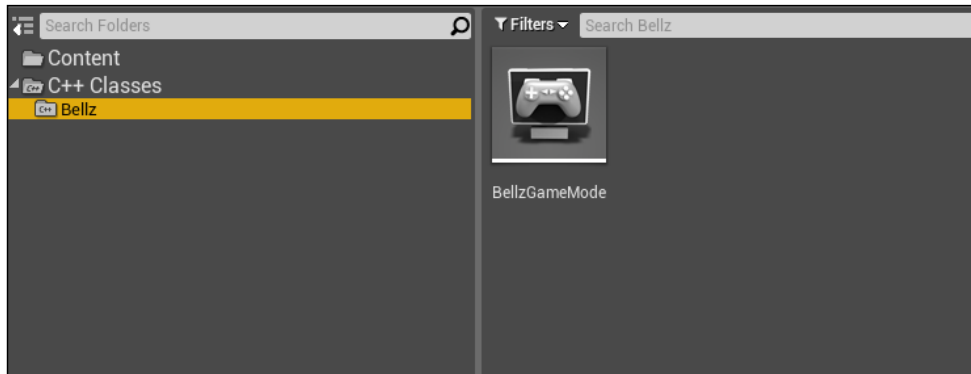 Search Folders
Filters
Search Bellz
Content
C++ Classes
C++ Bellz
BellzGameMode